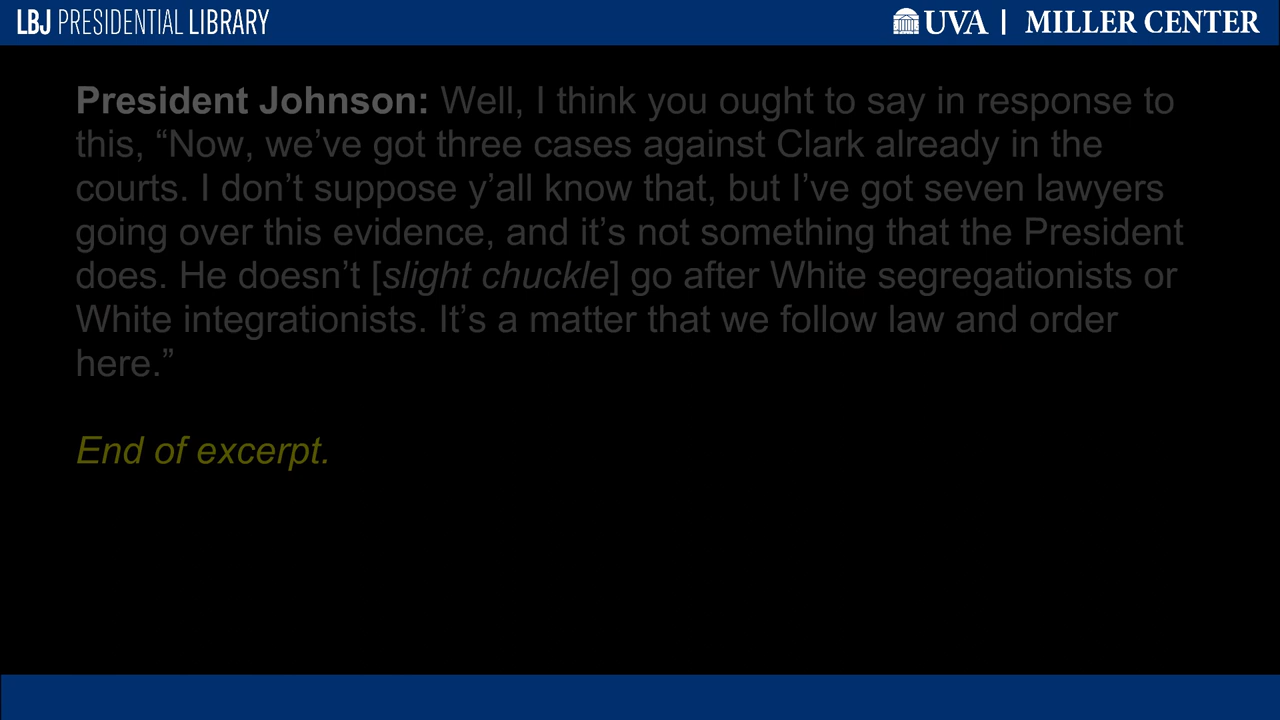 LBJ PRESIDENTIAL LIBRARY
UVA | MILLER CENTER
President Johnson: Well, I think you ought to say in response to
this, “Now, we’ve got three cases against Clark already in the
courts. I don’t suppose y’all know that, but I’ve got seven lawyers
going over this evidence, and it’s not something that the President
does. He doesn’t [slight chuckle] go after White segregationists or
White integrationists. It’s a matter that we follow law and order
here.”
End of excerpt.